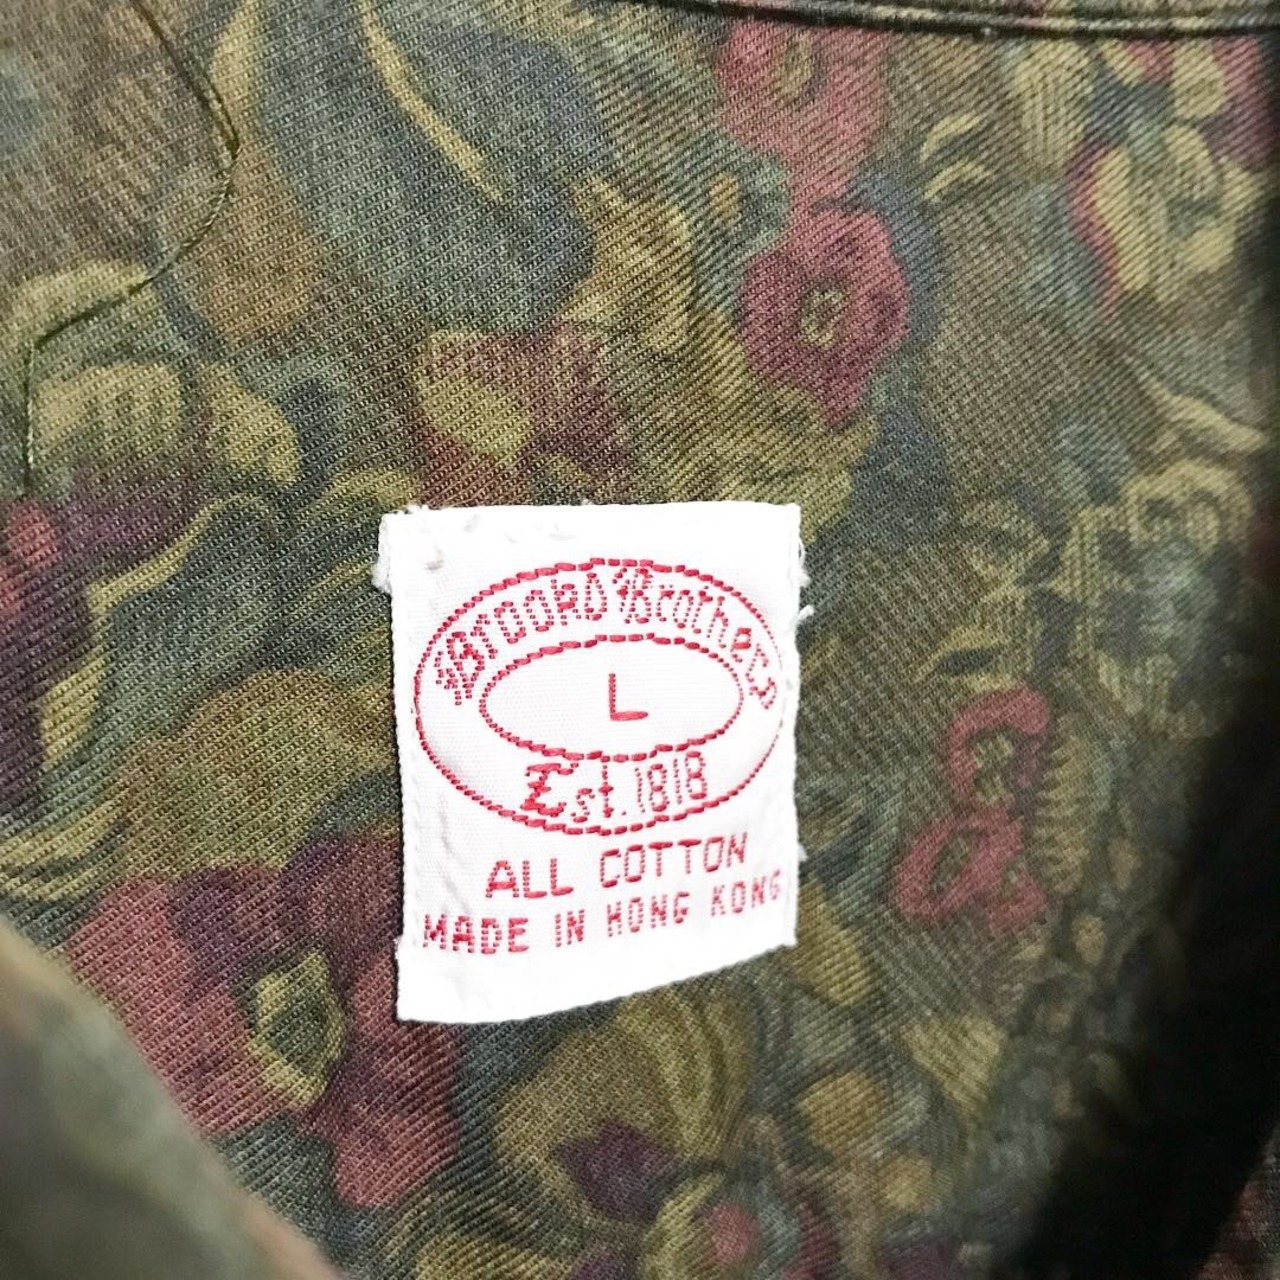 Brooks Brothers
L
Est. 1818
ALL COTTON
MADE IN HONG KONG